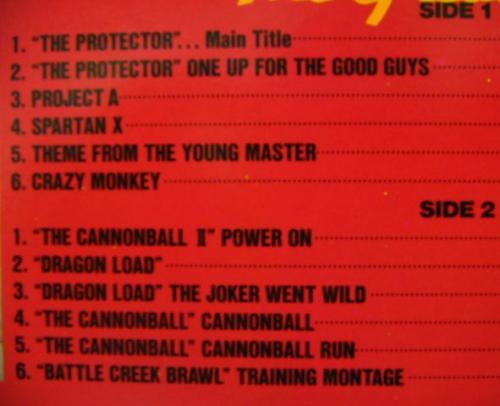 SIDE 1
1. "THE PROTECTOR"... Main Title
2. "THE PROTECTOR" ONE UP FOR THE GOOD GUYS
3. PROJECT A
4. SPARTAN X
5. THEME FROM THE YOUNG MASTER
6. CRAZY MONKEY
SIDE 2
1. "THE CANNONBALL II" POWER ON
2. "DRAGON LOAD"
3. "DRAGON LOAD" THE JOKER WENT WILD
4. "THE CANNONBALL" CANNONBALL
5. "THE CANNONBALL" CANNONBALL RUN
6. "BATTLE CREEK BRAWL" TRAINING MONTAGE